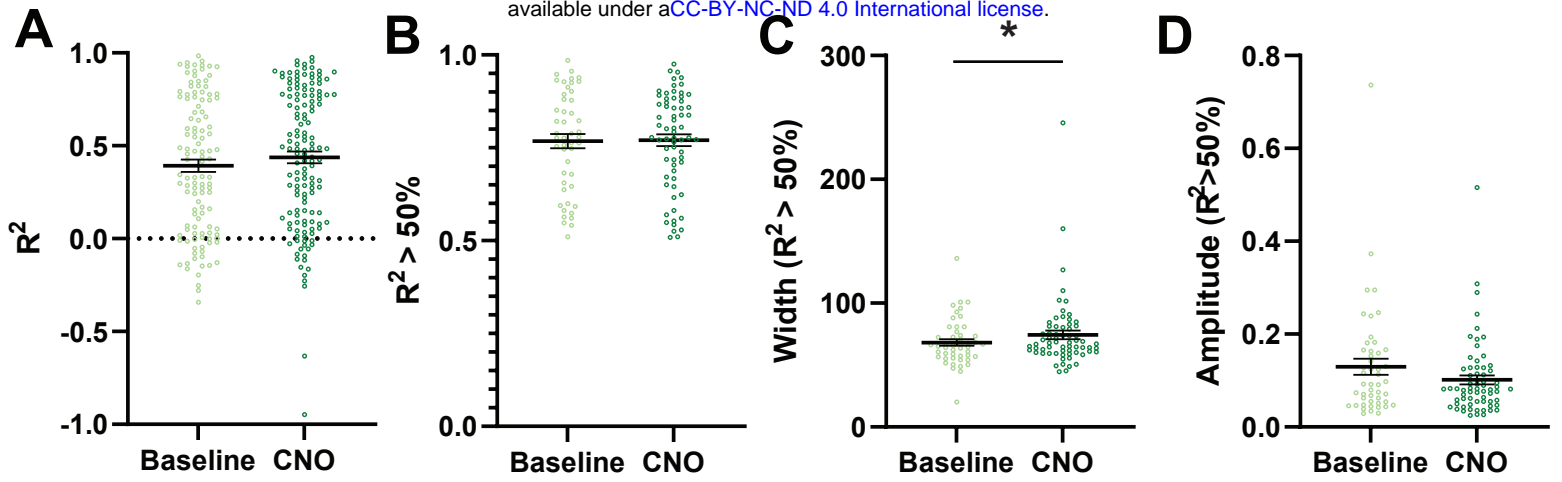 available under aCC-BY-NC-ND 4.0 International license.
A
R²
1.0
0.5
0.0
-0.5
-1.0
Baseline CNO
B
R² > 50%
1.0
0.5
0.0
Baseline CNO
C
*
Width (R² > 50%)
300
200
100
0
Baseline CNO
D
Amplitude (R²>50%)
0.8
0.6
0.4
0.2
0.0
Baseline CNO